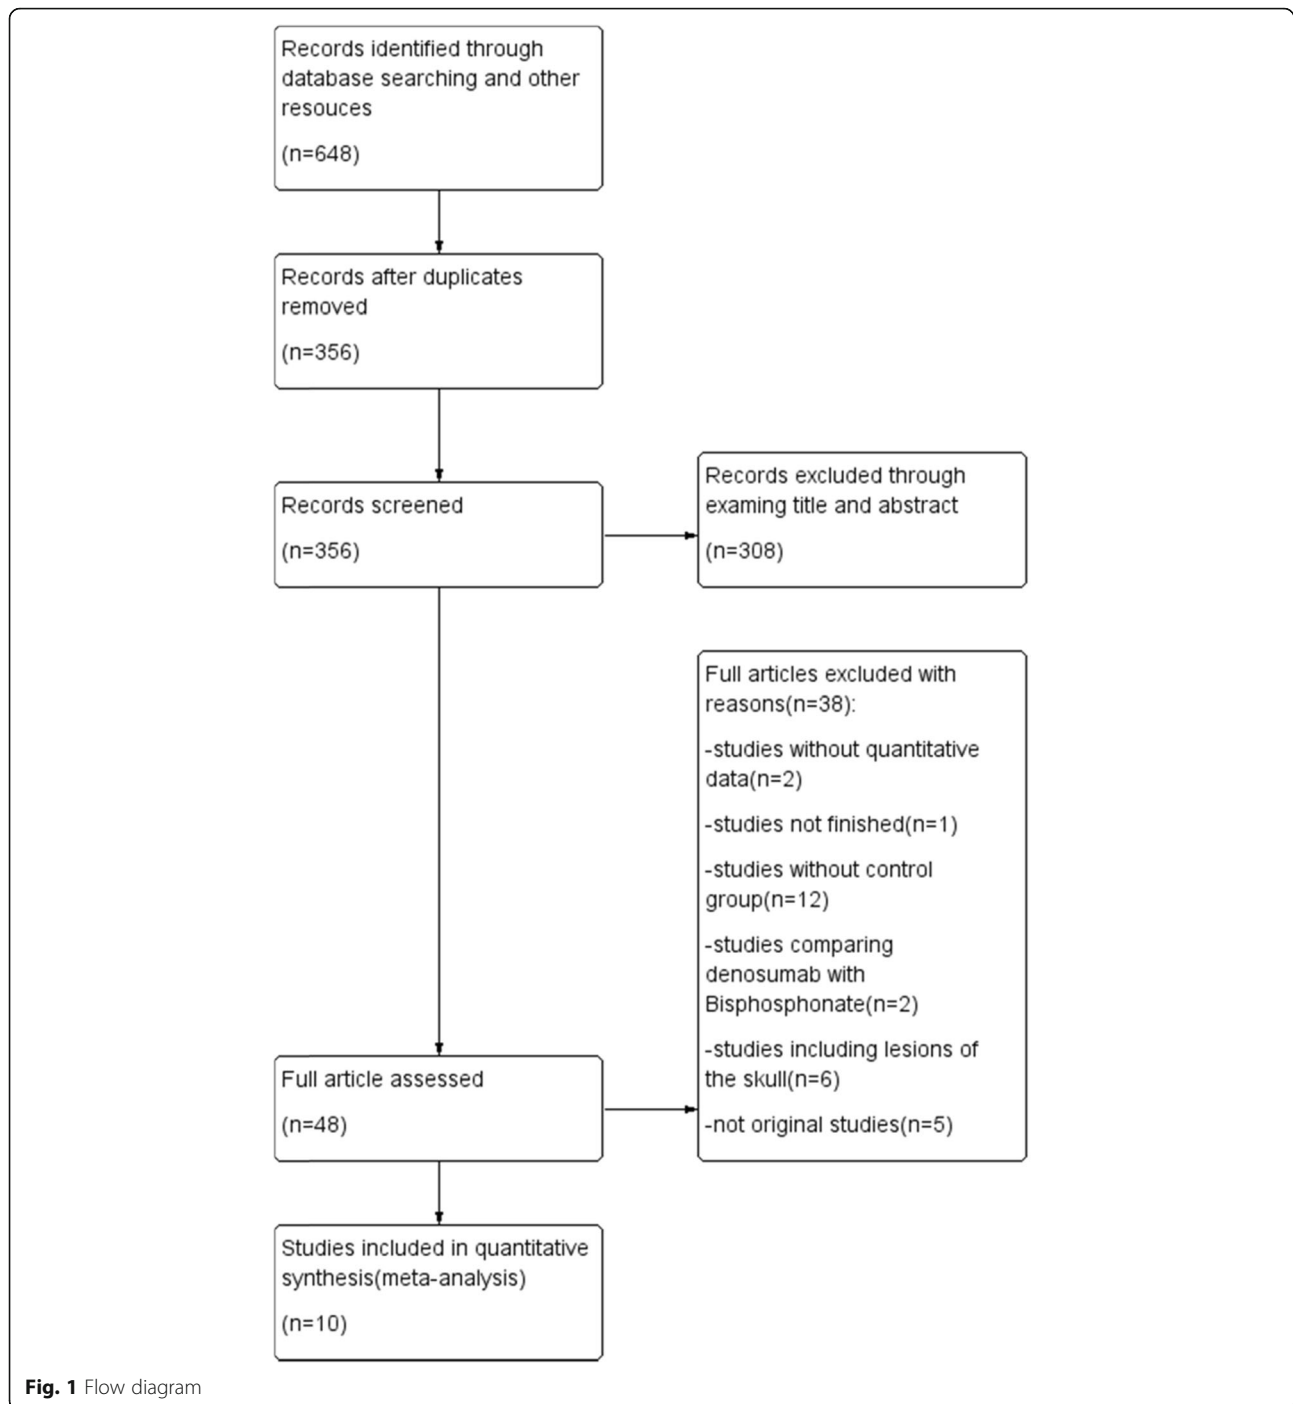 Records identified through
database searching and other
resouces
(n=648)
Records after duplicates
removed
(n=356)
Records screened
(n=356)
Records excluded through
examing title and abstract
(n=308)
Full articles excluded with
reasons(n=38):
-studies without quantitative
data(n=2)
-studies not finished(n=1)
-studies without control
group(n=12)
-studies comparing
denosumab with
Bisphosphonate(n=2)
-studies including lesions of
the skull(n=6)
-not original studies(n=5)
Full article assessed
(n=48)
Studies included in quantitative
synthesis(meta-analysis)
(n=10)
Fig. 1 Flow diagram